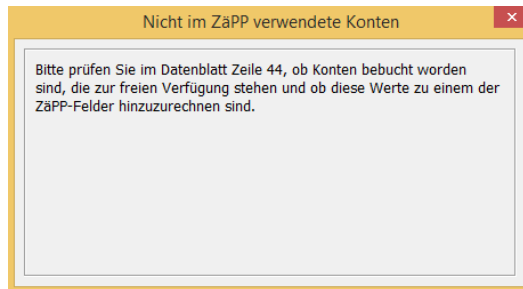 Nicht im ZäPP verwendete Konten
Bitte prüfen Sie im Datenblatt Zeile 44, ob Konten bebucht worden
sind, die zur freien Verfügung stehen und ob diese Werte zu einem der
ZäPP-Felder hinzuzurechnen sind.